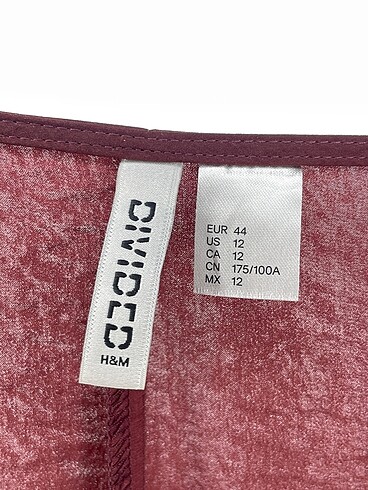 DIVIDED
H&M
EUR 44
US 12
CA 12
CN 175/100A
MX 12